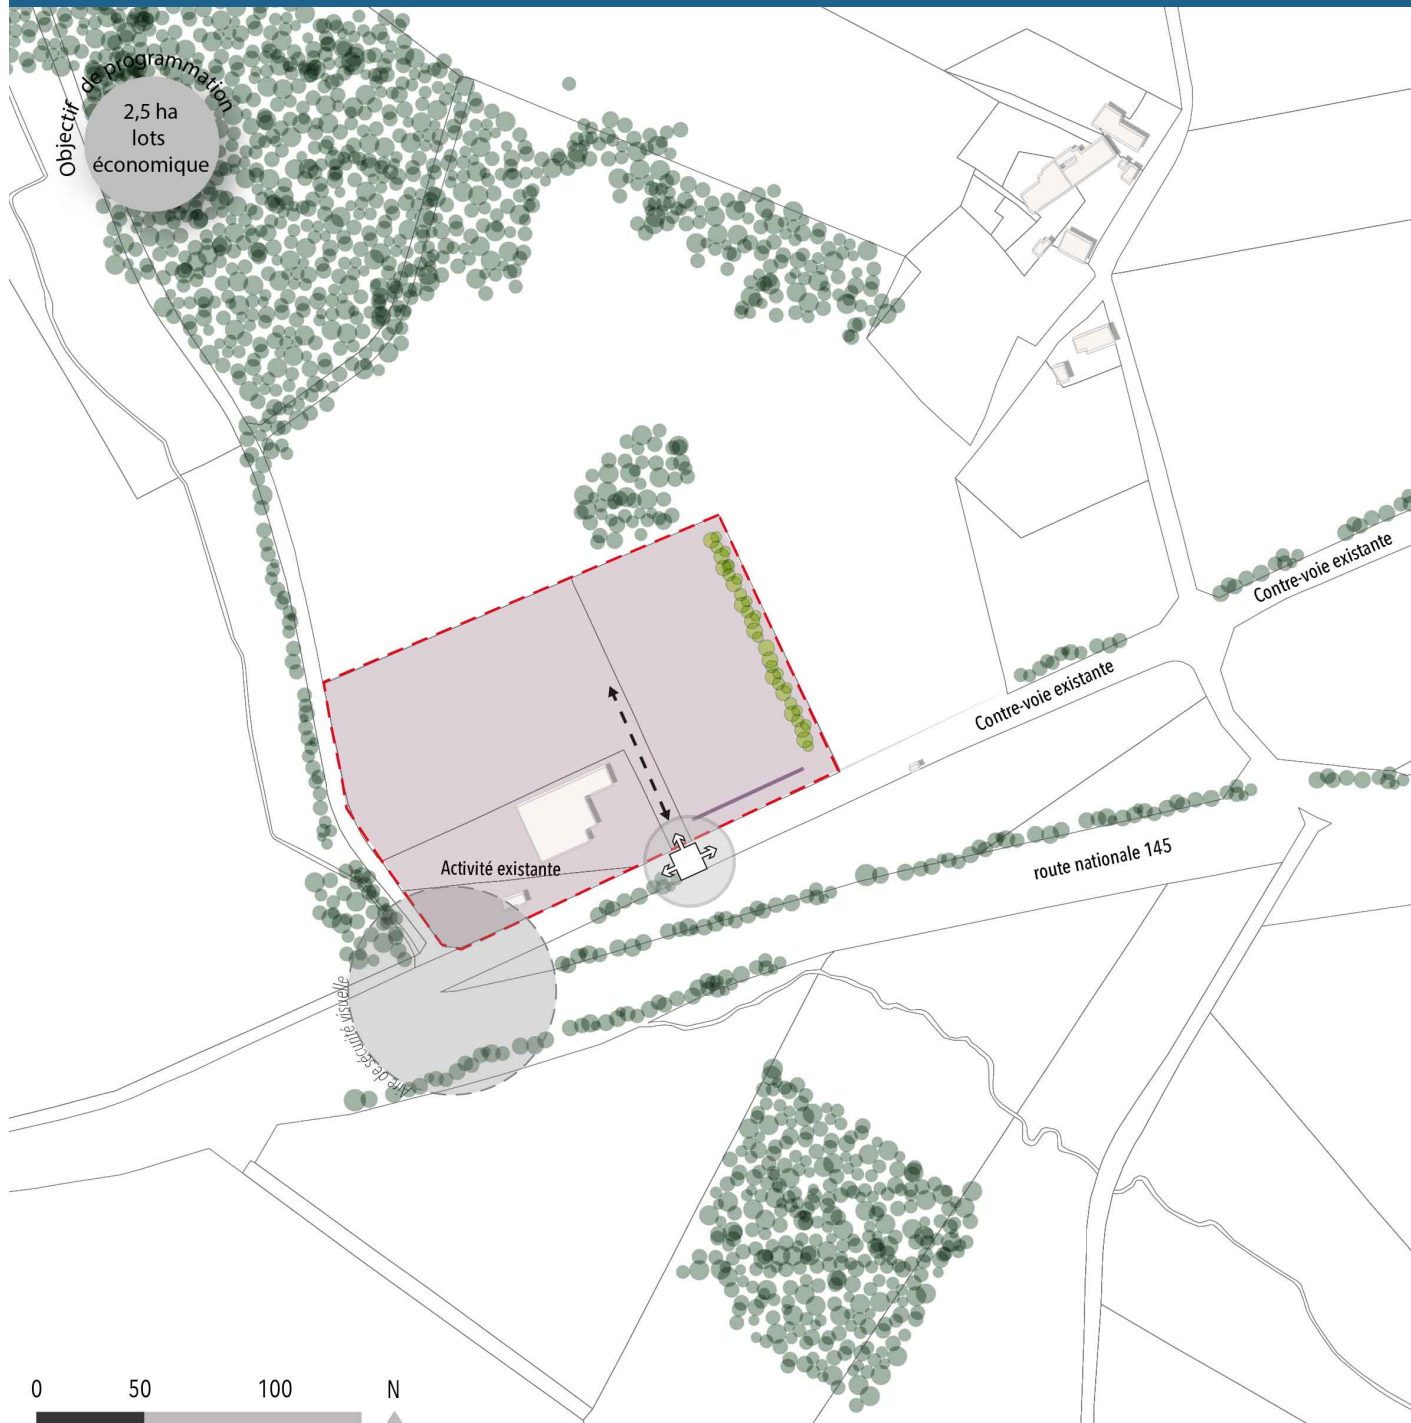 Objectif de programmation
2,5 ha
lots
économique
Contre-voie existante
Contre-voie existante
route nationale 145
Activité existante
Aire de sécurité visuelle
0 50 100 N